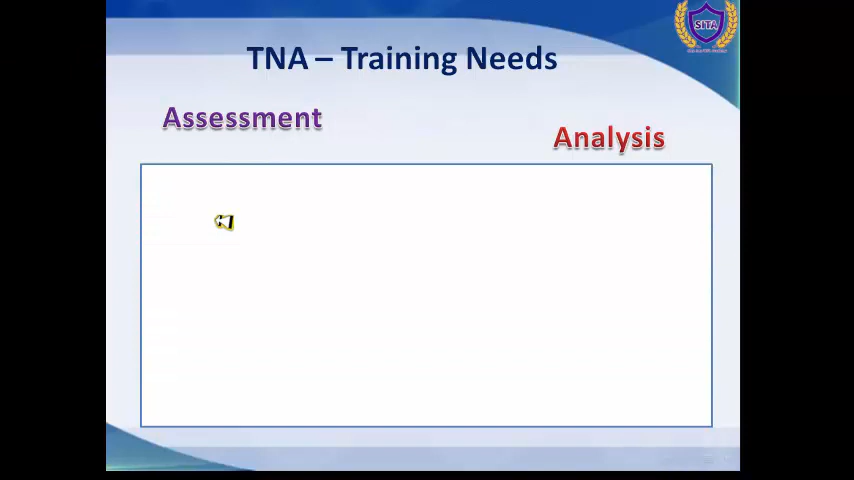 SITA
TNA – Training Needs
Assessment
Analysis